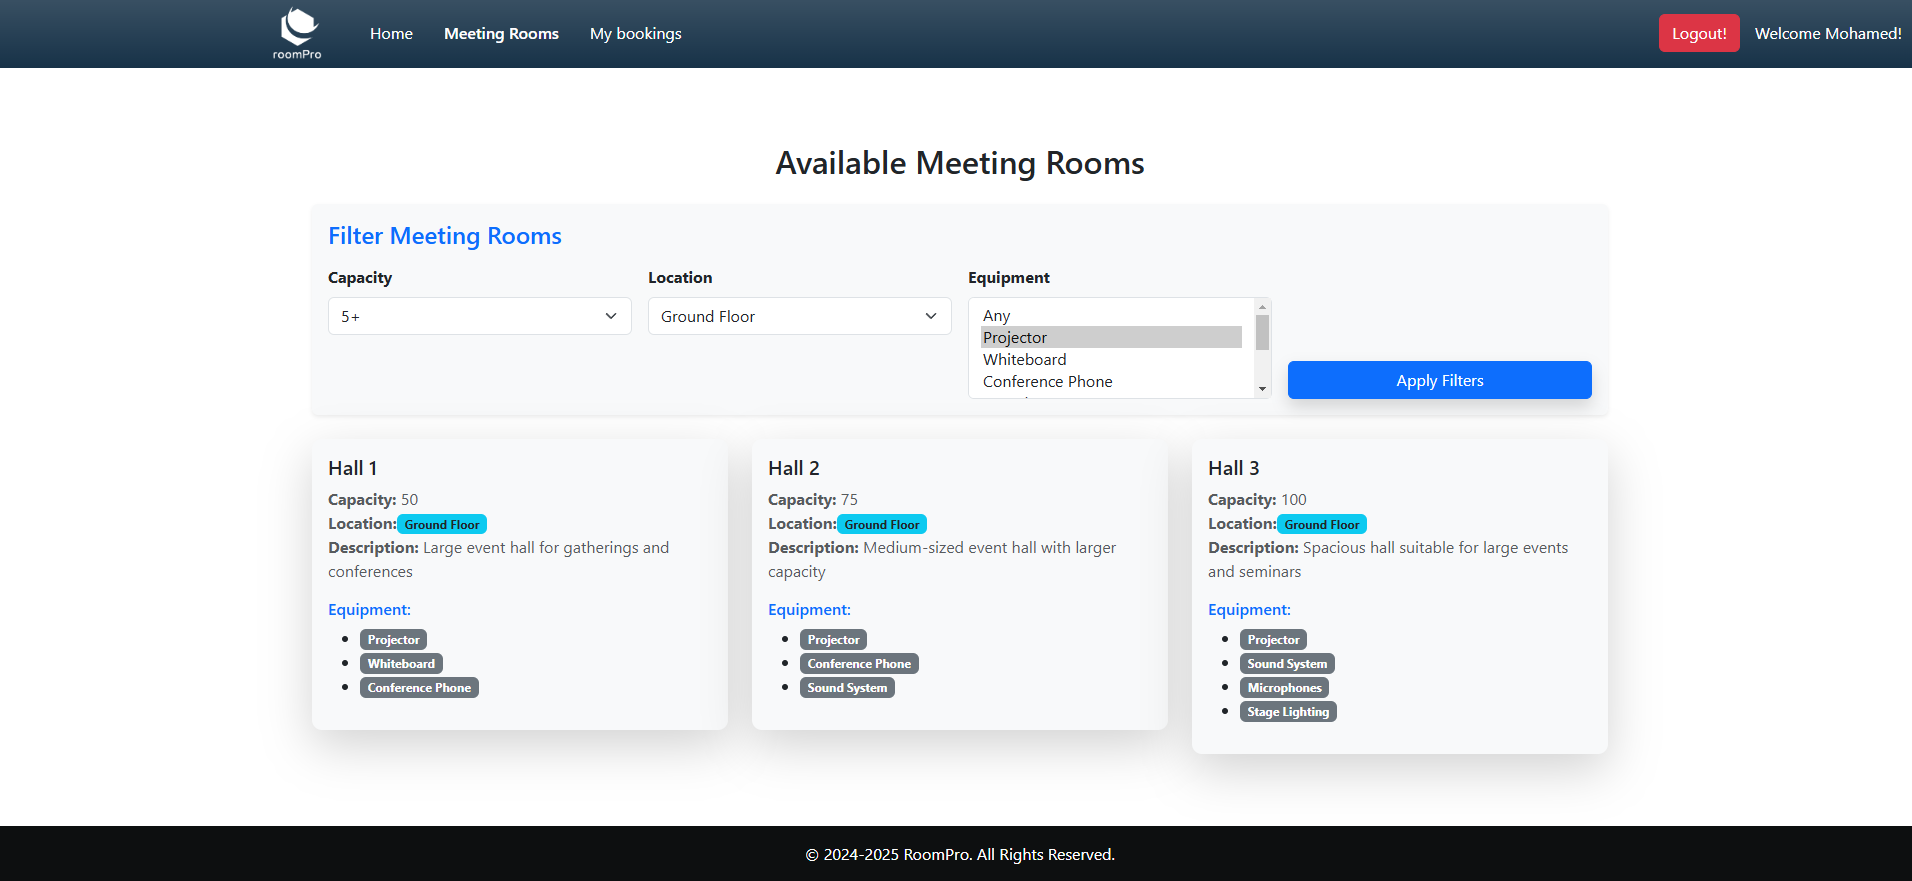 roomPro
Home
Meeting Rooms
My bookings
Logout!
Welcome Mohamed!
Available Meeting Rooms
Filter Meeting Rooms
Capacity
5+
Location
Ground Floor
Equipment
Any
Projector
Whiteboard
Conference Phone
Apply Filters
Hall 1
Capacity: 50
Location: Ground Floor
Description: Large event hall for gatherings and
conferences
Equipment:
Projector
Whiteboard
Conference Phone
Hall 2
Capacity: 75
Location: Ground Floor
Description: Medium-sized event hall with larger
capacity
Equipment:
Projector
Conference Phone
Sound System
Hall 3
Capacity: 100
Location: Ground Floor
Description: Spacious hall suitable for large events
and seminars
Equipment:
Projector
Sound System
Microphones
Stage Lighting
© 2024-2025 RoomPro. All Rights Reserved.